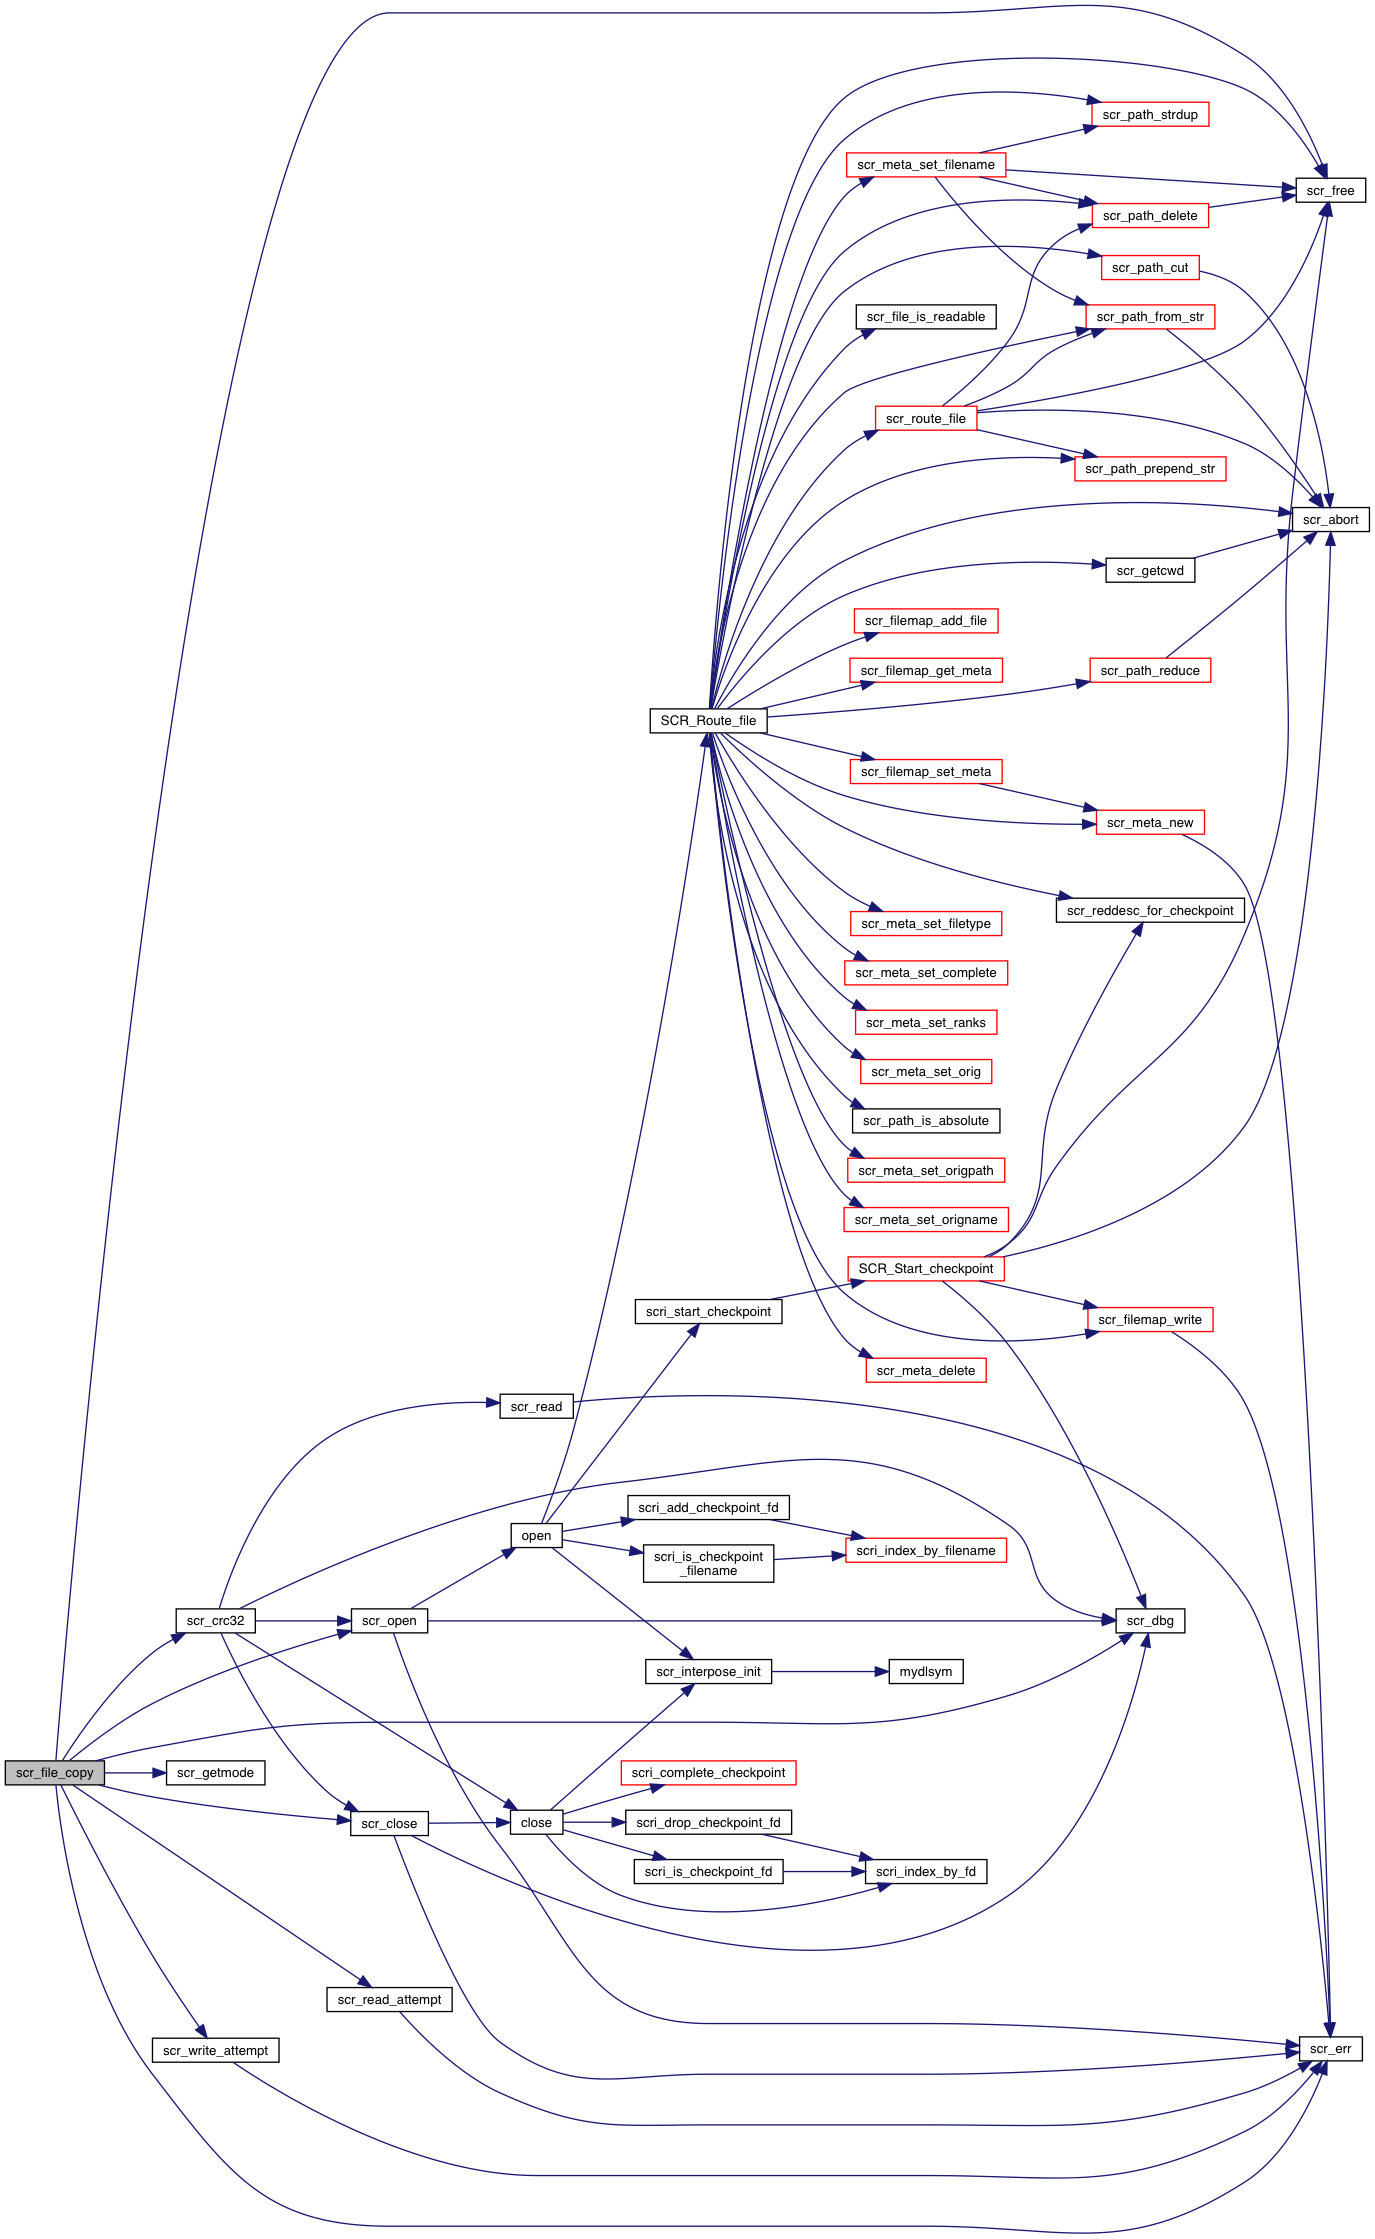 scr_path_strdup
scr_meta_set_filename
scr_free
scr_path_delete
scr_path_cut
scr_file_is_readable
scr_path_from_str
scr_route_file
scr_path_prepend_str
scr_abort
scr_getcwd
scr_filemap_add_file
scr_filemap_get_meta
scr_path_reduce
SCR_Route_file
scr_filemap_set_meta
scr_meta_new
scr_reddesc_for_checkpoint
scr_meta_set_filetype
scr_meta_set_complete
scr_meta_set_ranks
scr_meta_set_orig
scr_path_is_absolute
scr_meta_set_origpath
scr_meta_set_origname
SCR_Start_checkpoint
scri_start_checkpoint
scr_filemap_write
scr_meta_delete
scr_read
scri_add_checkpoint_fd
open
scri_index_by_filename
scri_is_checkpoint
_filename
scr_crc32
scr_open
scr_dbg
scr_interpose_init
mydlsym
scr_file_copy
scr_getmode
scri_complete_checkpoint
scr_close
close
scri_drop_checkpoint_fd
scri_is_checkpoint_fd
scri_index_by_fd
scr_read_attempt
scr_write_attempt
scr_err